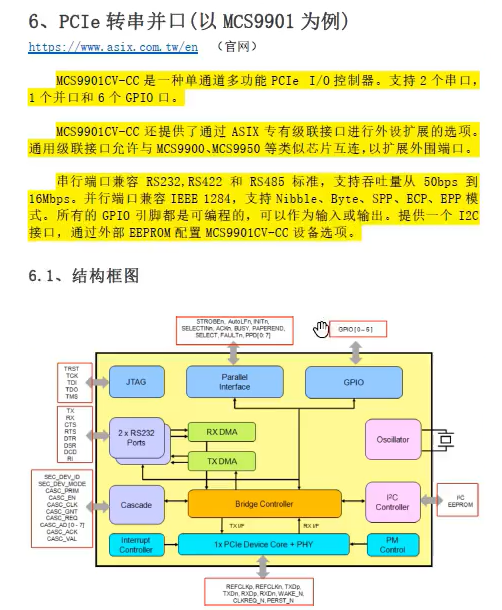 6、PCIe 转串并口(以 MCS9901 为例)
https://www.asix.com.tw/en （官网）
MCS9901CV-CC 是一种单通道多功能 PCIe I/O 控制器。支持 2 个串口，
1 个并口和 6 个 GPIO 口。
MCS9901CV-CC 还提供了通过 ASIX 专有级联接口进行外设扩展的选项。
通用级联接口允许与 MCS9900、MCS9950 等类似芯片互连，以扩展外围端口。
串行端口兼容 RS232,RS422 和 RS485 标准，支持吞吐量从 50bps 到
16Mbps。并行端口兼容 IEEE 1284，支持 Nibble、Byte、SPP、ECP、EPP 模
式。所有的 GPIO 引脚都是可编程的，可以作为输入或输出。提供一个 I2C
接口，通过外部 EEPROM 配置 MCS9901CV-CC 设备选项。
6.1、结构框图
STROBEn, AutoLFn, INITn,
SELECTINn, ACKn, BUSY, PAPEREND,
SELECT, FAULTn, PPD[0:7]
GPIO [0 – 5]
TRST
TCK
TDI
TDO
TMS
JTAG
Parallel
Interface
GPIO
TX
RX
CTS
RTS
DTR
DSR
DCD
RI
2 x RS232
Ports
RX DMA
TX DMA
Oscillator
SEC_DEV_ID
SEC_DEV_MODE
CASC_PRIM
CASC_EN
CASC_CLK
CASC_GNT
CASC_REQ
CASC_AD [0 - 7]
CASC_ACK
CASC_VAL
Cascade
Bridge Controller
I²C
Controller
I²C
EEPROM
TX I/F
RX I/F
Interrupt
Controller
1x PCIe Device Core + PHY
PM
Control
REFCLKp, REFCLKn, TXDp,
TXDn, RXDp, RXDn, WAKE_N,
CLKREQ_N, PERST_N